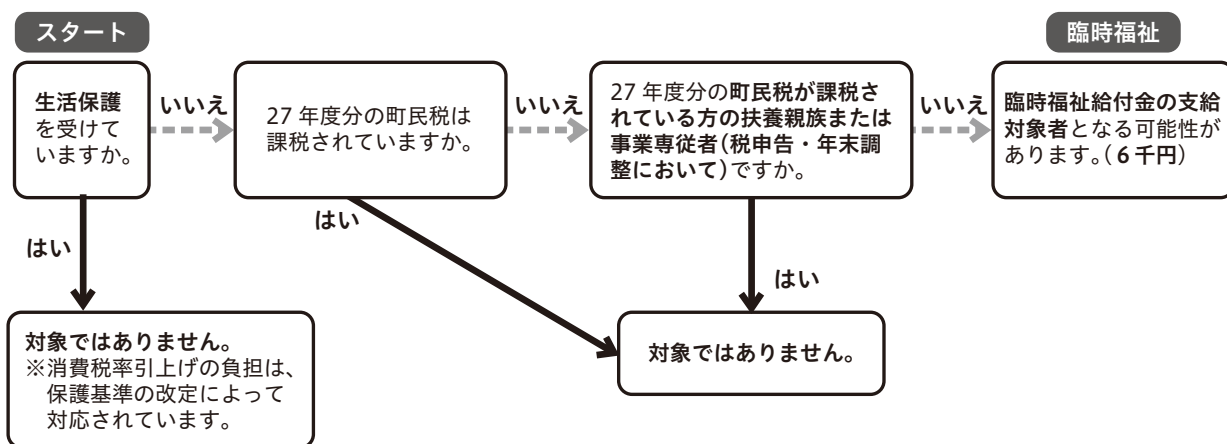 スタート
臨時福祉
生活保護
を受けて
いますか。
いいえ
27 年度分の町民税は
課税されていますか。
いいえ
27 年度分の町民税が課税さ
れている方の扶養親族または
事業専従者(税申告・年末調
整において)ですか。
いいえ
臨時福祉給付金の支給
対象者となる可能性が
あります。(6千円)
はい
はい
はい
対象ではありません。
※消費税率引上げの負担は、
保護基準の改定によって
対応されています。
対象ではありません。